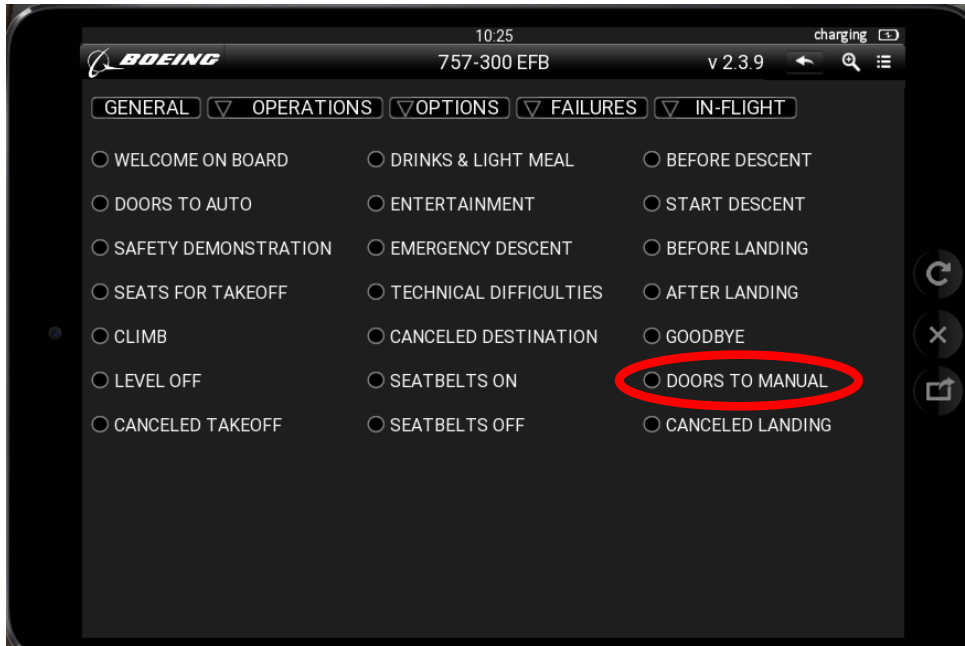 10:25 charging
BOEING 757-300 EFB v 2.3.9
GENERAL OPERATIONS OPTIONS FAILURES IN-FLIGHT
WELCOME ON BOARD DRINKS & LIGHT MEAL BEFORE DESCENT
DOORS TO AUTO ENTERTAINMENT START DESCENT
SAFETY DEMONSTRATION EMERGENCY DESCENT BEFORE LANDING
SEATS FOR TAKEOFF TECHNICAL DIFFICULTIES AFTER LANDING
CLIMB CANCELED DESTINATION GOODBYE
LEVEL OFF SEATBELTS ON DOORS TO MANUAL
CANCELED TAKEOFF SEATBELTS OFF CANCELED LANDING